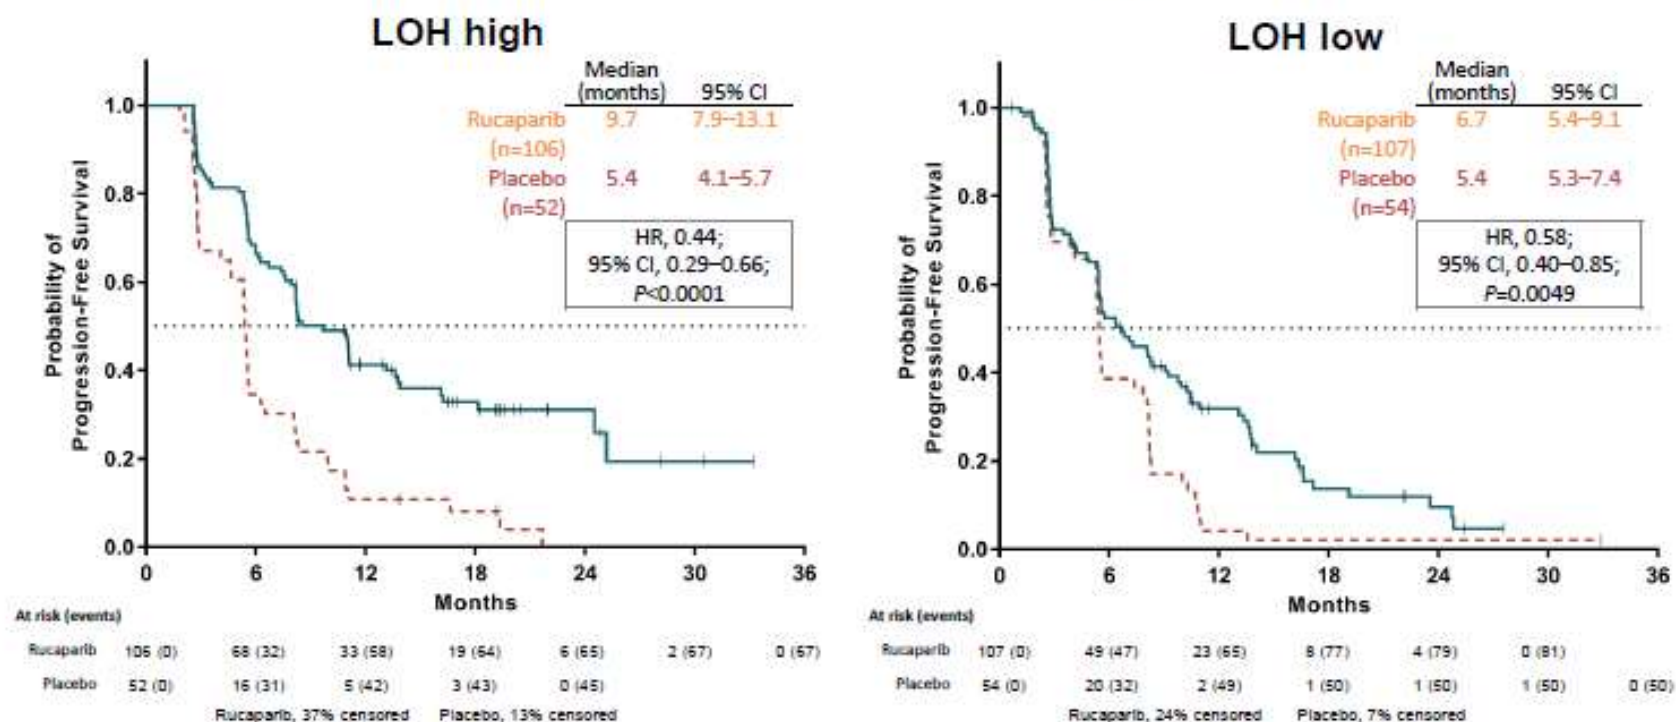 LOH high
Median
(months) 95% CI
Rucaparib 9.7 7.9–13.1
(n=106)
Placebo 5.4 4.1–5.7
(n=52)
HR, 0.44;
95% CI, 0.29–0.66;
P<0.0001
Probability of
Progression-Free Survival
1.0
0.8
0.6
0.4
0.2
0.0
0 6 12 18 24 30 36
Months
At risk (events)
Rucaparib 106 (0) 68 (32) 33 (58) 19 (64) 6 (65) 2 (67) 0 (67)
Placebo 52 (0) 16 (31) 5 (42) 3 (43) 0 (45)
Rucaparib, 37% censored Placebo, 13% censored
LOH low
Median
(months) 95% CI
Rucaparib 6.7 5.4–9.1
(n=107)
Placebo 5.4 5.3–7.4
(n=54)
HR, 0.58;
95% CI, 0.40–0.85;
P=0.0049
Probability of
Progression-Free Survival
1.0
0.8
0.6
0.4
0.2
0.0
0 6 12 18 24 30 36
Months
At risk (events)
Rucaparib 107 (0) 49 (47) 23 (65) 8 (77) 4 (79) 0 (81)
Placebo 54 (0) 20 (32) 2 (49) 1 (50) 1 (50) 1 (50) 0 (50)
Rucaparib, 24% censored Placebo, 7% censored